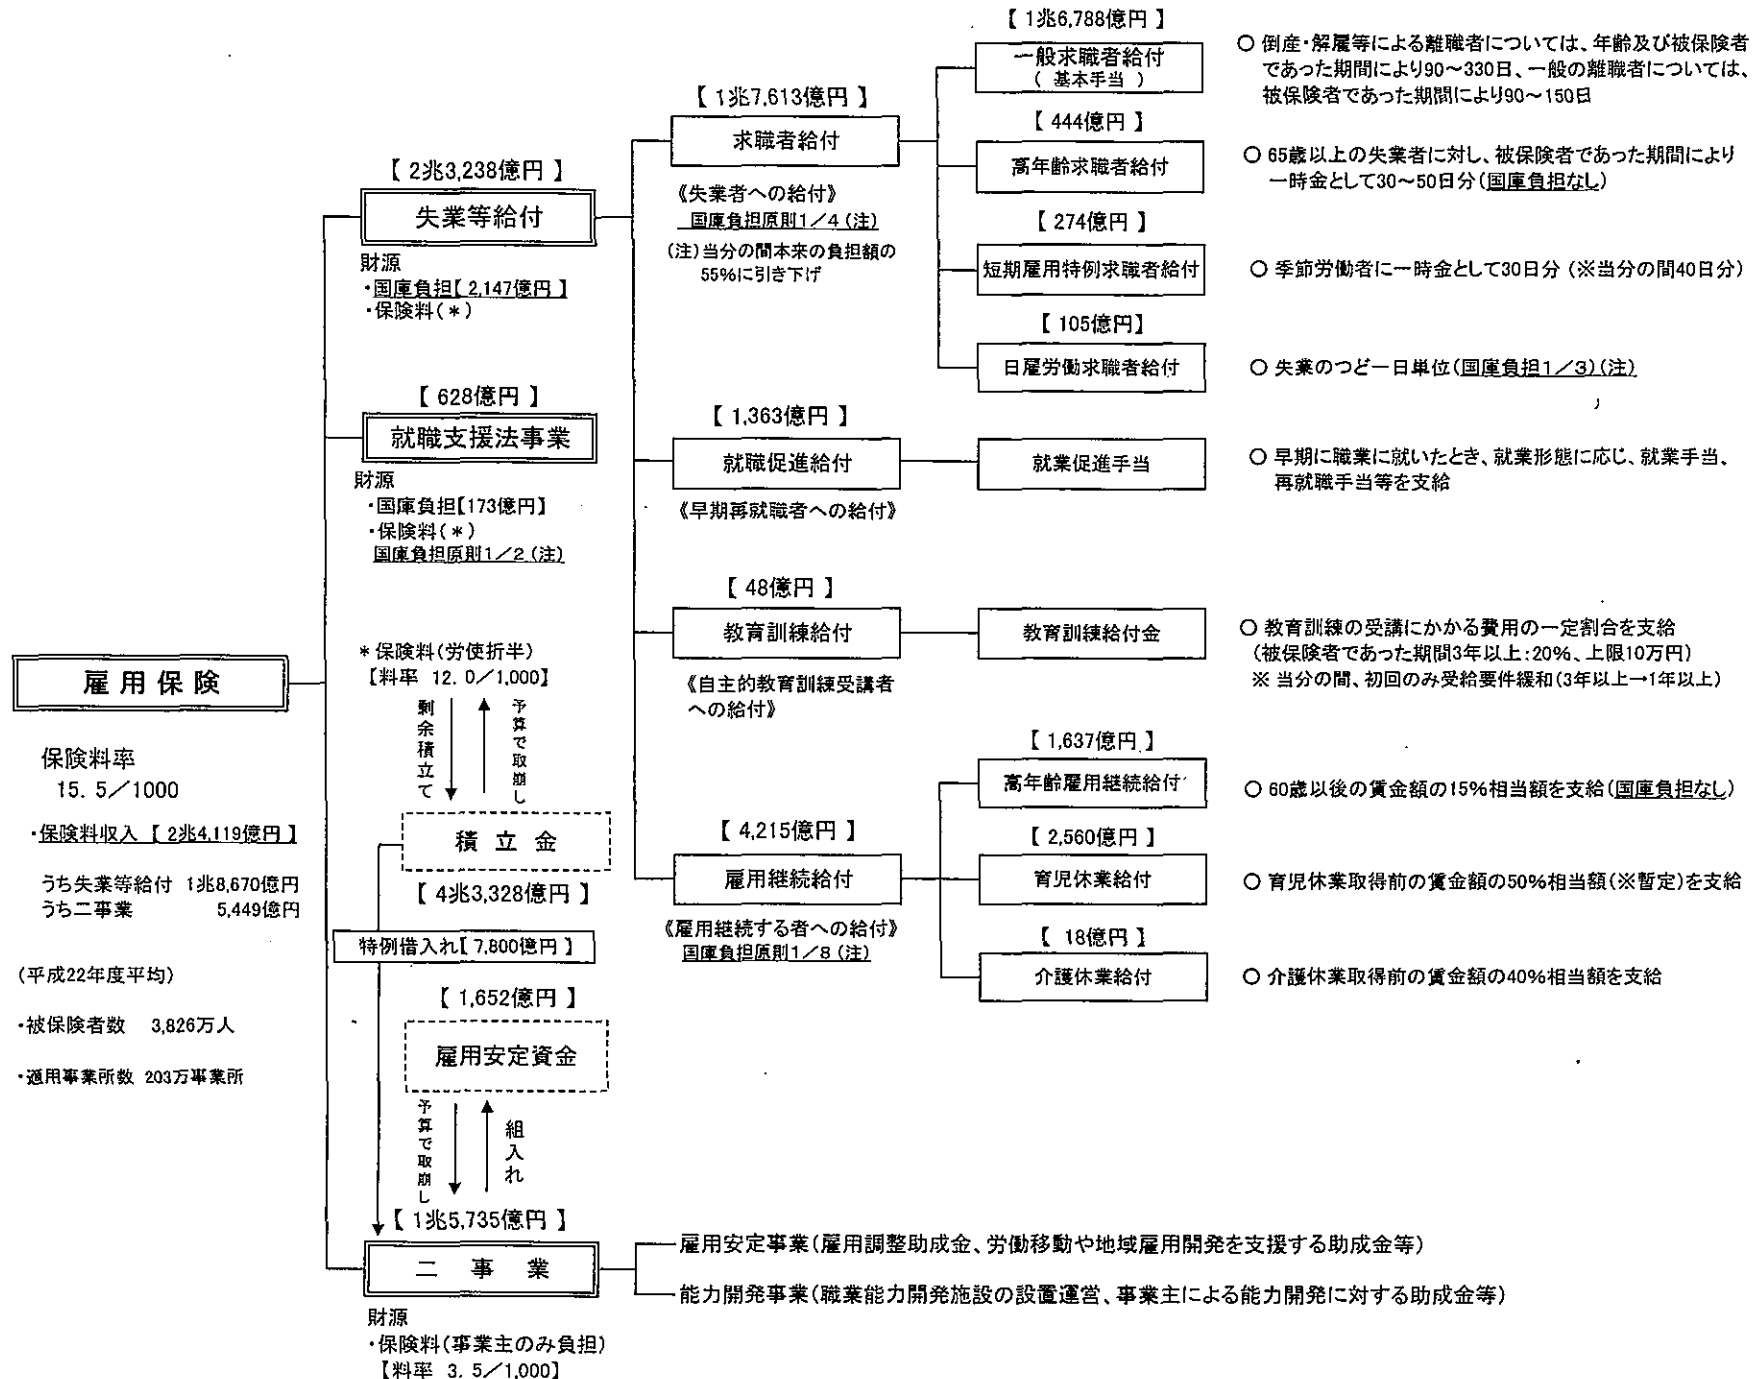 【 1兆6,788億円 】
一般求職者給付
( 基本手当 )
○ 倒産・解雇等による離職者については、年齢及び被保険者
であった期間により90～330日、一般の離職者については、
被保険者であった期間により90～150日
【 1兆7,613億円 】
求職者給付
《失業者への給付》
国庫負担原則1／4 (注)
(注)当分の間本来の負担額の
55%に引き下げ
【 444億円 】
高年齢求職者給付
○ 65歳以上の失業者に対し、被保険者であった期間により
一時金として30～50日分(国庫負担なし)
【 274億円 】
短期雇用特例求職者給付
○ 季節労働者に一時金として30日分 (※当分の間40日分)
【 105億円】
日雇労働求職者給付
○ 失業のつど一日単位(国庫負担1／3)(注)
【 2兆3,238億円 】
失業等給付
財源
・国庫負担【 2,147億円 】
・保険料(＊)
【 628億円 】
就職支援法事業
財源
・国庫負担【173億円】
・保険料(＊)
国庫負担原則1／2 (注)
【 1,363億円 】
就職促進給付
《早期再就職者への給付》
就業促進手当
○ 早期に職業に就いたとき、就業形態に応じ、就業手当、
再就職手当等を支給
【 48億円】
教育訓練給付
《自主的教育訓練受講者
への給付》
教育訓練給付金
○ 教育訓練の受講にかかる費用の一定割合を支給
(被保険者であった期間3年以上:20%、上限10万円)
※ 当分の間、初回のみ受給要件緩和(3年以上→1年以上)
雇用保険
保険料率
15. 5／1000
・保険料収入 【 2兆4,119億円 】
うち失業等給付 1兆8,670億円
うち二事業 5,449億円
(平成22年度平均)
・被保険者数 3,826万人
・適用事業所数 203万事業所
＊保険料(労使折半)
【料率 12. 0／1,000】
剰余積立て
予算で取崩し
積立金
【 4兆3,328億円 】
特例借入れ【 7,800億円 】
【 1,652億円 】
雇用安定資金
予算で取崩し
組入れ
【 4,215億円 】
雇用継続給付
《雇用継続する者への給付》
国庫負担原則1／8 (注)
【 1,637億円 】
高年齢雇用継続給付
○ 60歳以後の賃金額の15%相当額を支給(国庫負担なし)
【 2,560億円 】
育児休業給付
○ 育児休業取得前の賃金額の50%相当額(※暫定)を支給
【 18億円 】
介護休業給付
○ 介護休業取得前の賃金額の40%相当額を支給
【 1兆5,735億円 】
二事業
財源
・保険料(事業主のみ負担)
【料率 3. 5／1,000】
雇用安定事業(雇用調整助成金、労働移動や地域雇用開発を支援する助成金等)
能力開発事業(職業能力開発施設の設置運営、事業主による能力開発に対する助成金等)